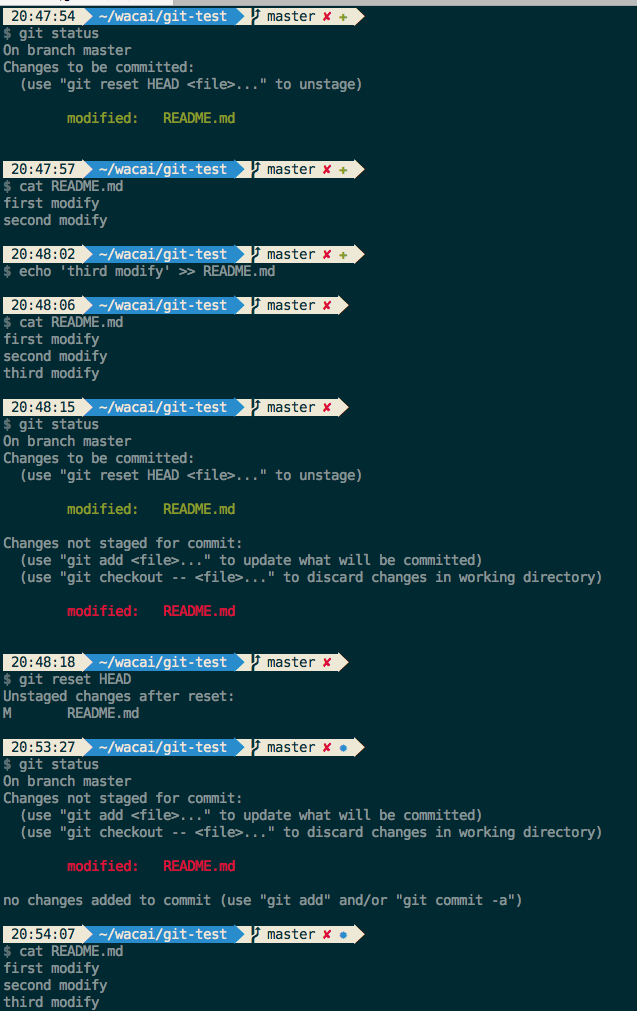 20:47:54 ~/wacai/git-test master ✘ ✚
$ git status
On branch master
Changes to be committed:
  (use "git reset HEAD <file>..." to unstage)
        modified:   README.md
20:47:57 ~/wacai/git-test master ✘ ✚
$ cat README.md
first modify
second modify
20:48:02 ~/wacai/git-test master ✘ ✚
$ echo 'third modify' >> README.md
20:48:06 ~/wacai/git-test master ✘
$ cat README.md
first modify
second modify
third modify
20:48:15 ~/wacai/git-test master ✘
$ git status
On branch master
Changes to be committed:
  (use "git reset HEAD <file>..." to unstage)
        modified:   README.md
Changes not staged for commit:
  (use "git add <file>..." to update what will be committed)
  (use "git checkout -- <file>..." to discard changes in working directory)
        modified:   README.md
20:48:18 ~/wacai/git-test master ✘
$ git reset HEAD
Unstaged changes after reset:
M       README.md
20:53:27 ~/wacai/git-test master ✘ ●
$ git status
On branch master
Changes not staged for commit:
  (use "git add <file>..." to update what will be committed)
  (use "git checkout -- <file>..." to discard changes in working directory)
        modified:   README.md
no changes added to commit (use "git add" and/or "git commit -a")
20:54:07 ~/wacai/git-test master ✘ ●
$ cat README.md
first modify
second modify
third modify